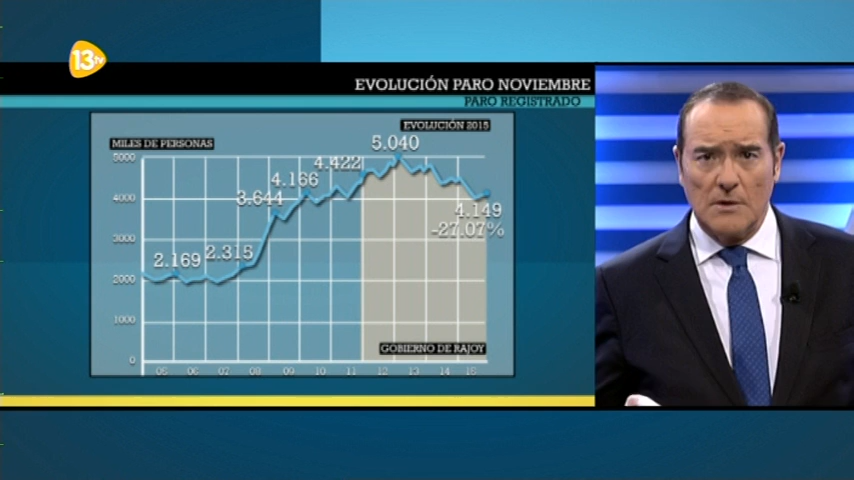 13tv
EVOLUCIÓN PARO NOVIEMBRE
PARO REGISTRADO
EVOLUCIÓN 2015
MILES DE PERSONAS
5.040
5000
4.422
4.166
4000
3.644
4.149
-27.07%
3000
2.169
2.315
2000
1000
GOBIERNO DE RAJOY
0
05 06 07 08 09 10 11 12 13 14 15